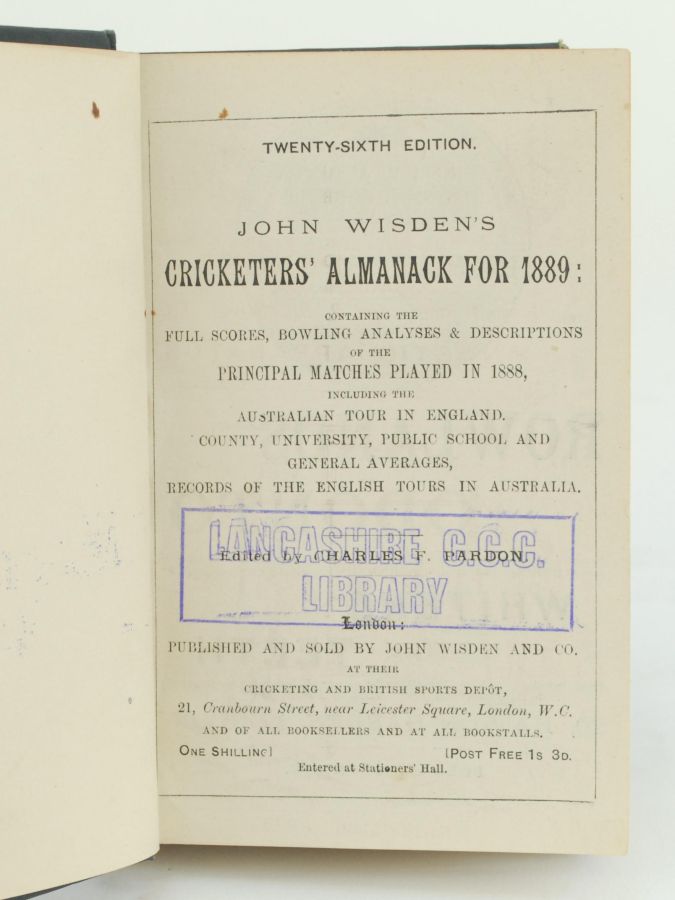 TWENTY-SIXTH EDITION.
JOHN WISDEN'S
CRICKETERS' ALMANACK FOR 1889:
CONTAINING THE
FULL SCORES, BOWLING ANALYSES & DESCRIPTIONS
OF THE
PRINCIPAL MATCHES PLAYED IN 1888,
INCLUDING THE
AUSTRALIAN TOUR IN ENGLAND.
COUNTY, UNIVERSITY, PUBLIC SCHOOL AND
GENERAL AVERAGES,
RECORDS OF THE ENGLISH TOURS IN AUSTRALIA.
LANCASHIRE C.C.C.
Edited by CHARLES F. PARDON
LIBRARY
London:
PUBLISHED AND SOLD BY JOHN WISDEN AND CO.
AT THEIR
CRICKETING AND BRITISH SPORTS DEPÔT,
21, Cranbourn Street, near Leicester Square, London, W.C.
AND OF ALL BOOKSELLERS AND AT ALL BOOKSTALLS.
ONE SHILLING] [POST FREE 1s 3D.
Entered at Stationers' Hall.